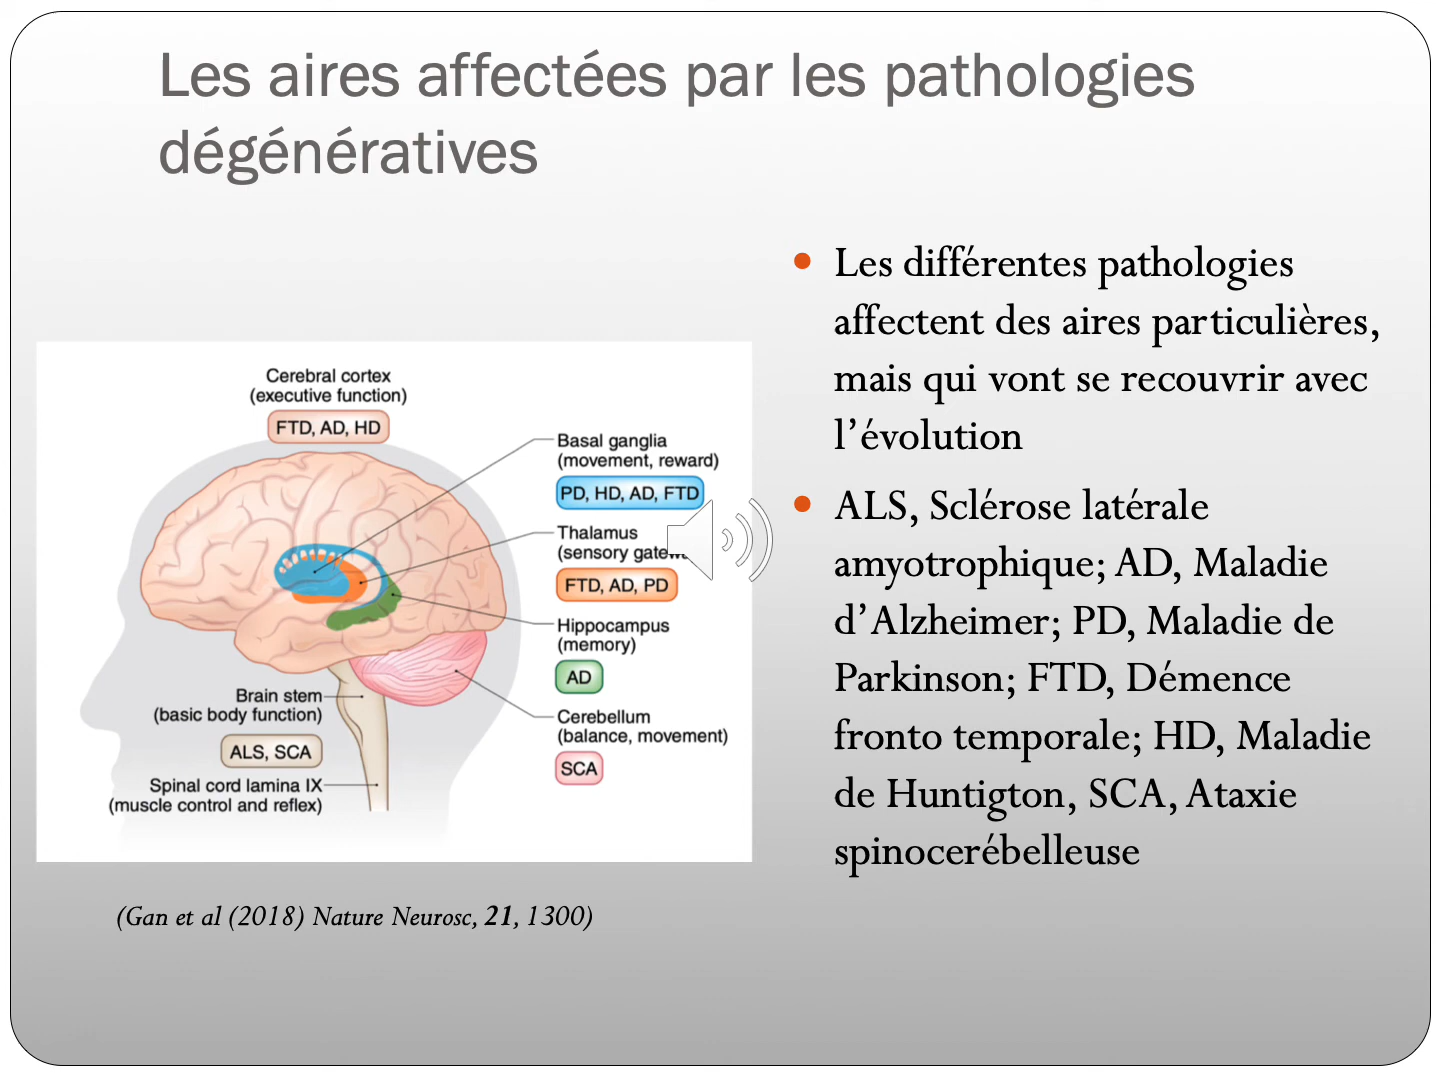 Les aires affectées par les pathologies
dégénératives
Les différentes pathologies
affectent des aires particulières,
mais qui vont se recouvrir avec
l’évolution
ALS, Sclérose latérale
amyotrophique; AD, Maladie
d’Alzheimer; PD, Maladie de
Parkinson; FTD, Démence
fronto temporale; HD, Maladie
de Huntigton, SCA, Ataxie
spinocerébelleuse
Cerebral cortex
(executive function)
FTD, AD, HD
Basal ganglia
(movement, reward)
PD, HD, AD, FTD
Thalamus
(sensory
FTD, AD, PD
Hippocampus
(memory)
AD
Cerebellum
(balance, movement)
SCA
Brain stem
(basic body function)
ALS, SCA
Spinal cord lamina IX
(muscle control and reflex)
(Gan et al (2018) Nature Neurosc, 21, 1300)